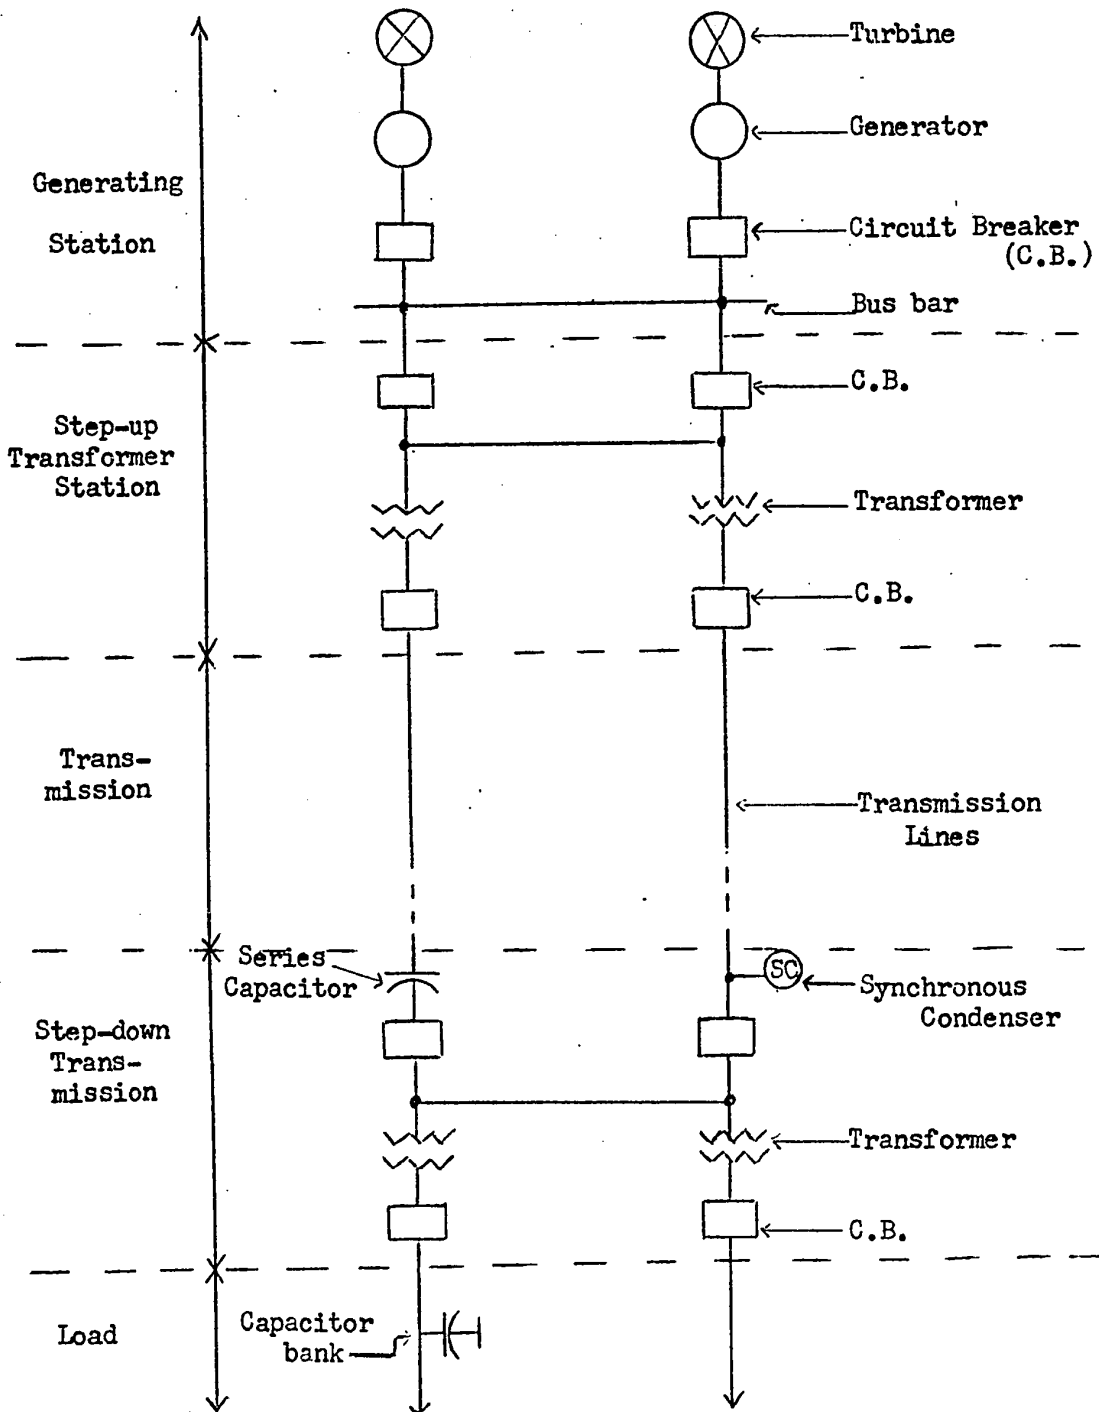 Turbine
Generator
Generating
Station
Circuit Breaker
(C.B.)
Bus bar
C.B.
Step-up
Transformer
Station
Transformer
C.B.
Trans-
mission
Transmission
Lines
Series
Capacitor
SC
Synchronous
Condenser
Step-down
Trans-
mission
Transformer
C.B.
Load
Capacitor
bank